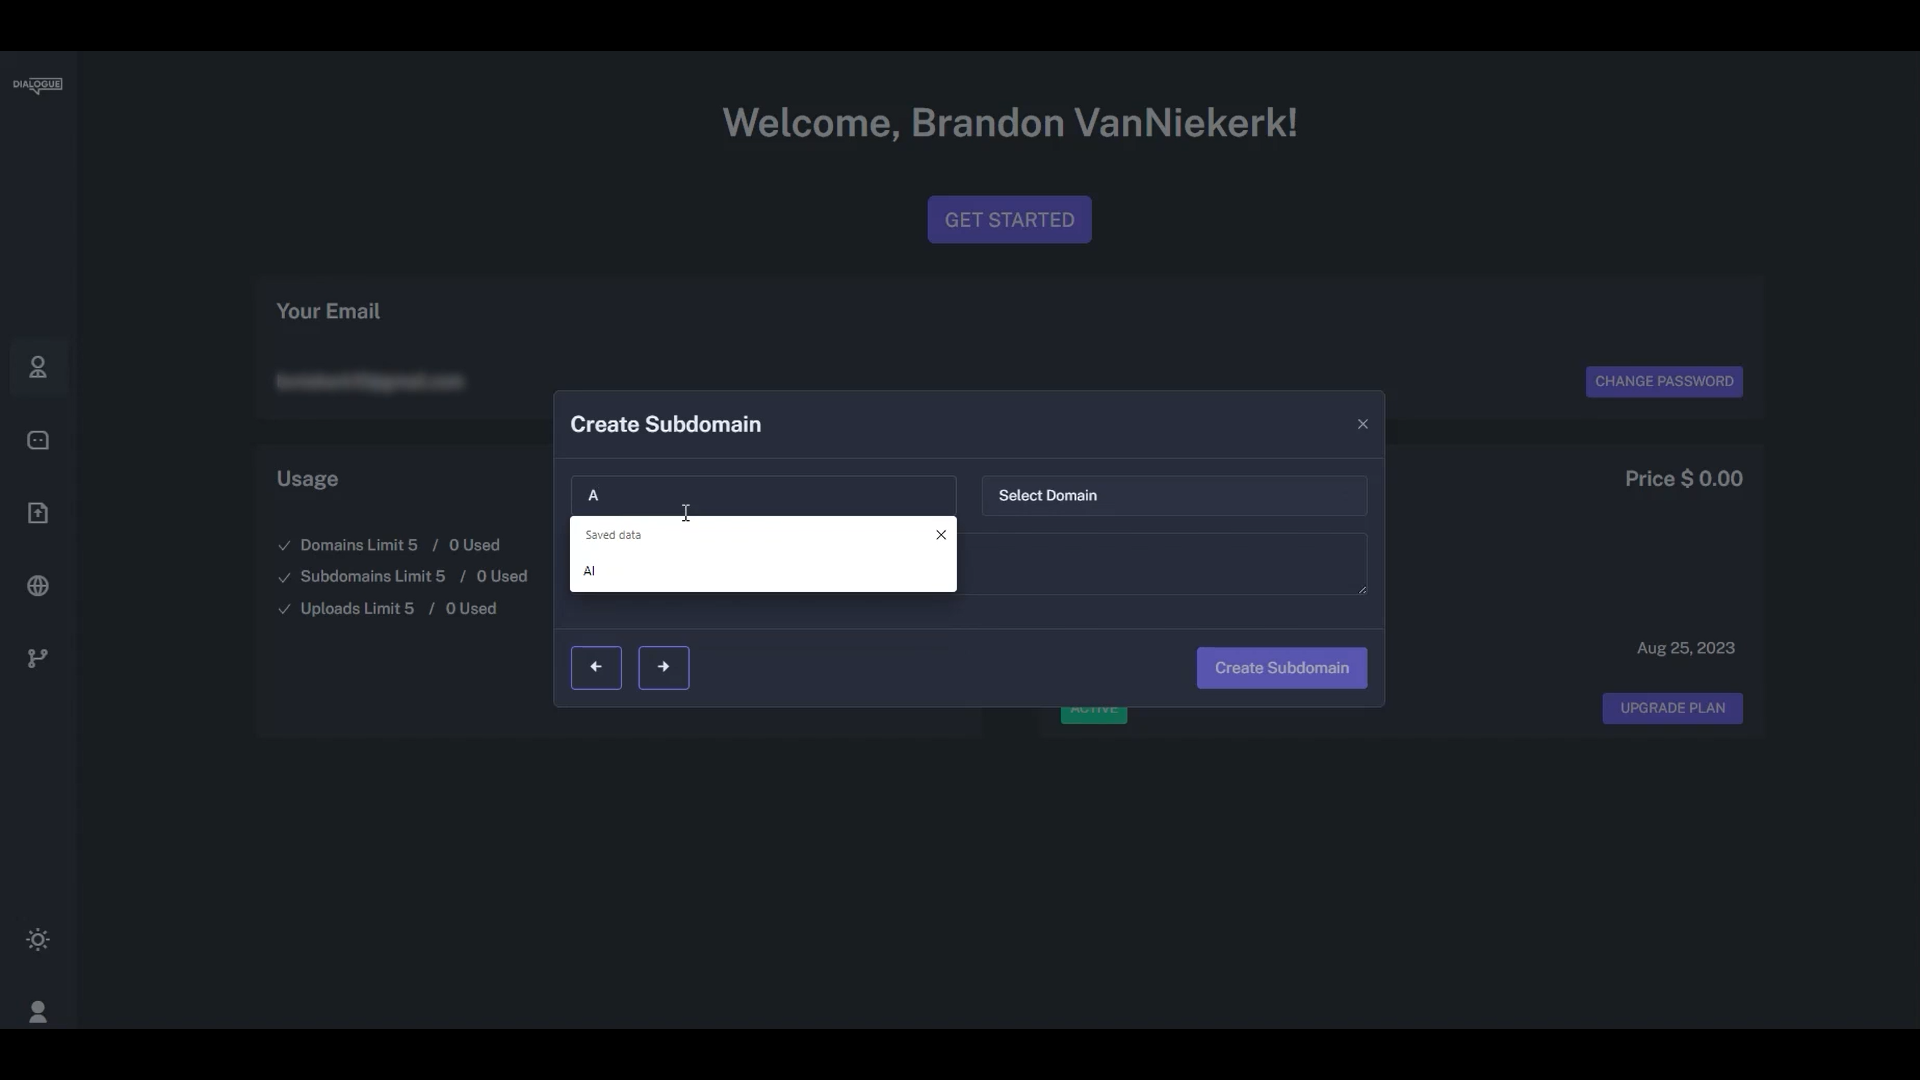 DIALOGUE
Welcome, Brandon VanNiekerk!
GET STARTED
Your Email
CHANGE PASSWORD
Create Subdomain
Usage
Price $ 0.00
A
Select Domain
Saved data
AI
Domains Limit 5 / 0 Used
Subdomains Limit 5 / 0 Used
Uploads Limit 5 / 0 Used
Aug 25, 2023
Create Subdomain
ACTIVE
UPGRADE PLAN